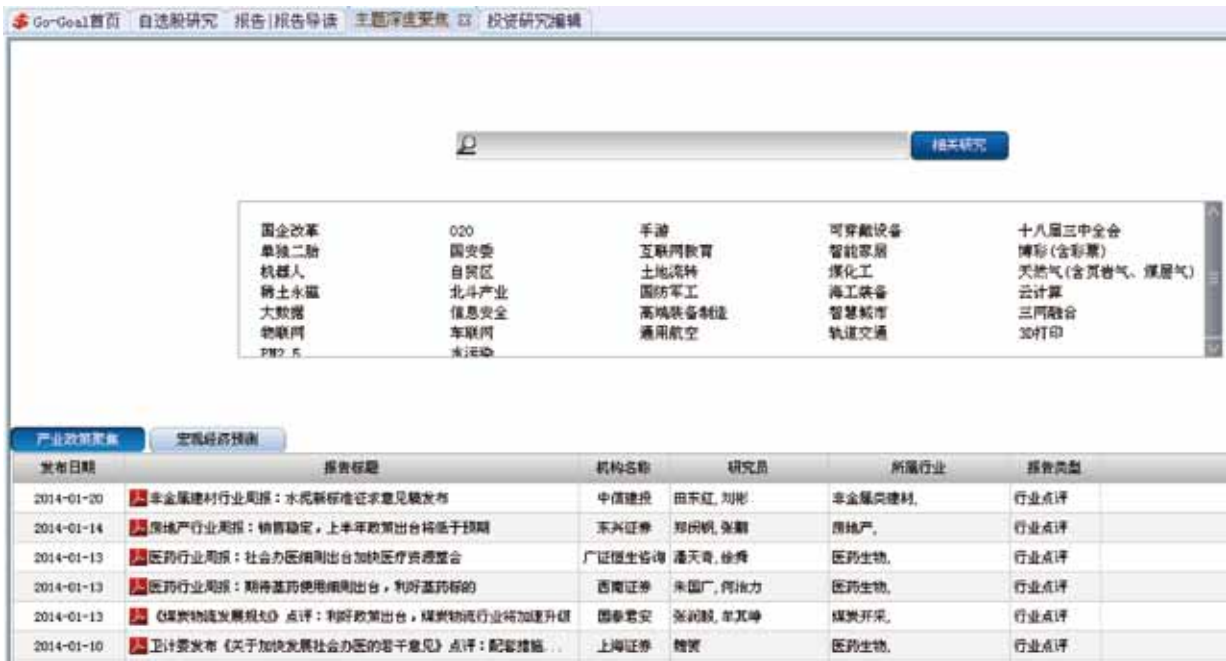 Go-Goal首页 自选股研究 报告|报告导读 主题深度聚焦 投资研究编辑
相关研究
国企改革 O2O 手游 可穿戴设备 十八届三中全会
单独二胎 国安委 互联网教育 智能家居 博彩(含彩票)
机器人 自贸区 土地流转 煤化工 天然气(含页岩气、煤层气)
稀土永磁 北斗产业 国防军工 海工装备 云计算
大数据 信息安全 高端装备制造 智慧城市 三网融合
物联网 车联网 通用航空 轨道交通 3D打印
PM2.5 水污染
产业政策聚焦 宏观经济预测
发布日期 报告标题 机构名称 研究员 所属行业 报告类型
2014-01-20 非金属建材行业周报：水泥新标准征求意见稿发布 中信建投 田东红,刘彬 非金属类建材, 行业点评
2014-01-14 房地产行业周报：销售稳定，上半年政策出台将低于预期 东兴证券 郑闵钢,张鹏 房地产, 行业点评
2014-01-13 医药行业周报：社会办医细则出台加快医疗资源整合 广证恒生咨询 潘天奇,徐舜 医药生物, 行业点评
2014-01-13 医药行业周报：期待基药使用细则出台，利好基药标的 西南证券 朱国广,何治力 医药生物, 行业点评
2014-01-13 《煤炭物流发展规划》点评：利好政策出台，煤炭物流行业将加速升级 国泰君安 张润毅 煤炭开采, 行业点评
2014-01-10 卫计委发布《关于加快发展社会办医的若干意见》点评：配套措施... 上海证券 魏赟 医药生物, 行业点评